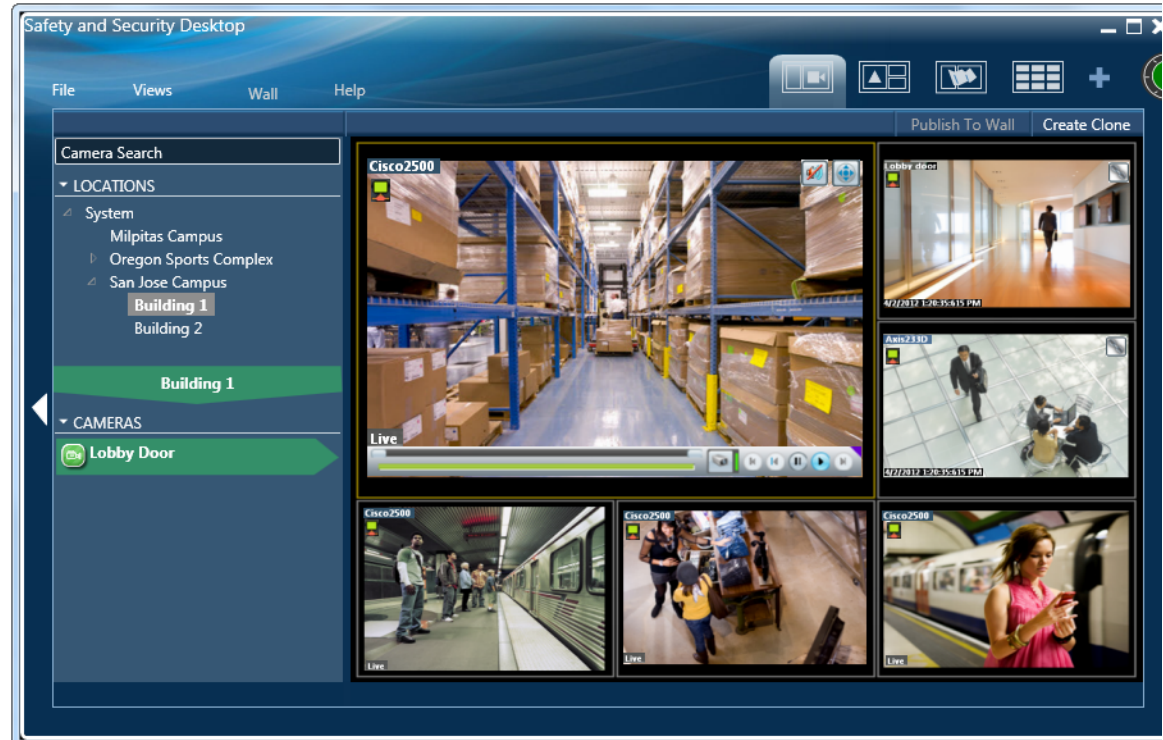 Safety and Security Desktop
File Views Wall Help
Publish To Wall Create Clone
Camera Search
LOCATIONS
System
Milpitas Campus
Oregon Sports Complex
San Jose Campus
Building 1
Building 2
Building 1
CAMERAS
Lobby Door
Cisco2500
Live
Lobby door
4/2/2012 1:20:35:615 PM
Axis233D
4/2/2012 1:20:35:615 PM
Cisco2500
Live
Cisco2500
Live
Cisco2500
Live